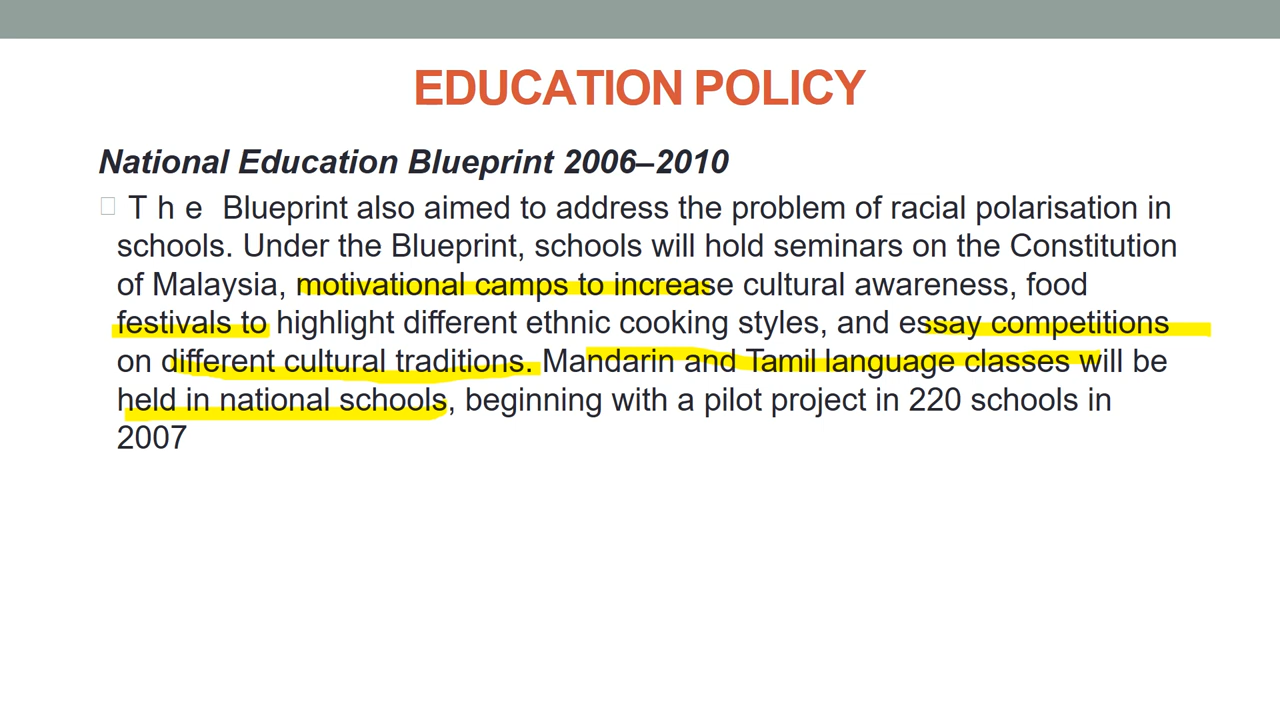 EDUCATION POLICY
National Education Blueprint 2006–2010
T h e Blueprint also aimed to address the problem of racial polarisation in
schools. Under the Blueprint, schools will hold seminars on the Constitution
of Malaysia, motivational camps to increase cultural awareness, food
festivals to highlight different ethnic cooking styles, and essay competitions
on different cultural traditions. Mandarin and Tamil language classes will be
held in national schools, beginning with a pilot project in 220 schools in
2007